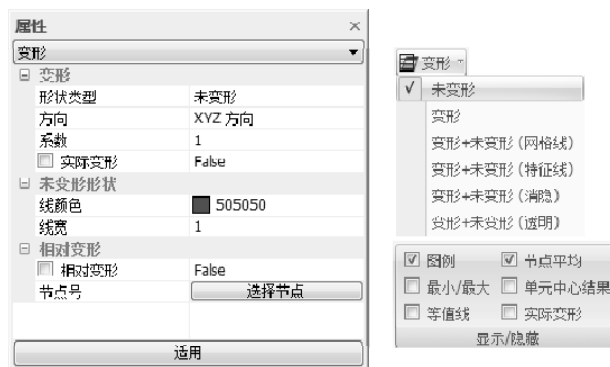 属性
变形
变形
形状类型 未变形
方向 XYZ 方向
系数 1
实际变形 False
未变形形状
线颜色 505050
线宽 1
相对变形
相对变形 False
节点号 选择节点
适用
变形
未变形
变形
变形+未变形(网格线)
变形+未变形(特征线)
变形+未变形(消隐)
变形+未变形(透明)
图例 节点平均
最小/最大 单元中心结果
等值线 实际变形
显示/隐藏